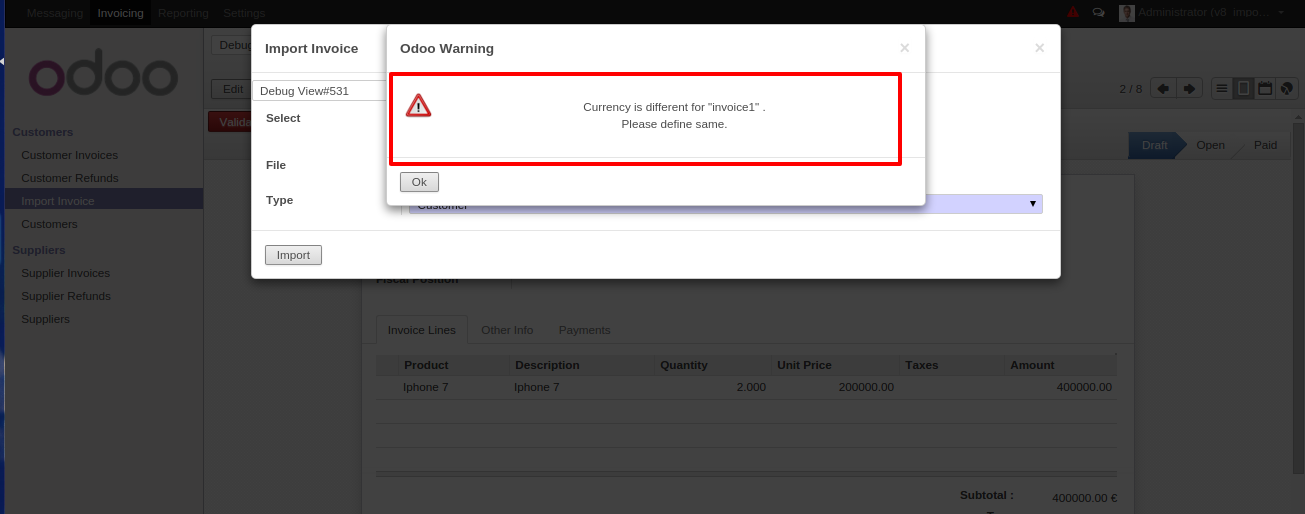 Messaging Invoicing Reporting Settings Administrator (v8_impo...
odoo
Customers
Customer Invoices
Customer Refunds
Import Invoice
Customers
Suppliers
Supplier Invoices
Supplier Refunds
Suppliers
Debug
Edit
2 / 8
Valida
Draft Open Paid
Import Invoice
×
Debug View#531
Select
File
Type
Customer
Import
Odoo Warning
×
Currency is different for "invoice1" .
Please define same.
Ok
Fiscal Position
Invoice Lines Other Info Payments
Product Description Quantity Unit Price Taxes Amount
Iphone 7 Iphone 7 2.000 200000.00 400000.00
Subtotal : 400000.00 €